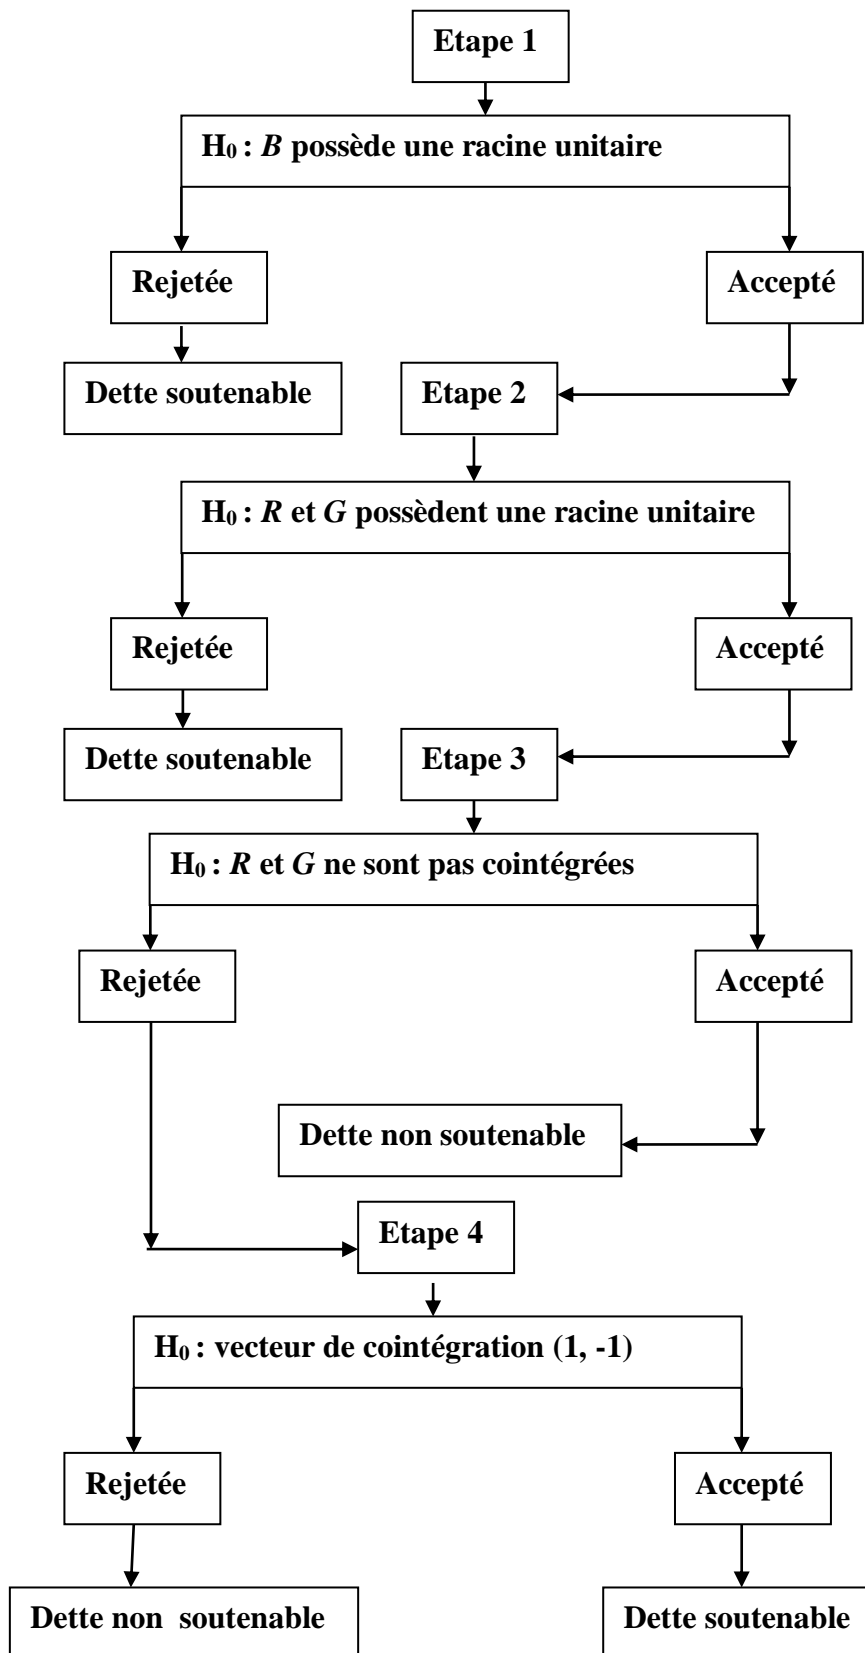 Etape 1
H₀ : B possède une racine unitaire
Rejetée
Accepté
Dette soutenable
Etape 2
H₀ : R et G possèdent une racine unitaire
Rejetée
Accepté
Dette soutenable
Etape 3
H₀ : R et G ne sont pas cointégrées
Rejetée
Accepté
Dette non soutenable
Etape 4
H₀ : vecteur de cointégration (1, -1)
Rejetée
Accepté
Dette non soutenable
Dette soutenable